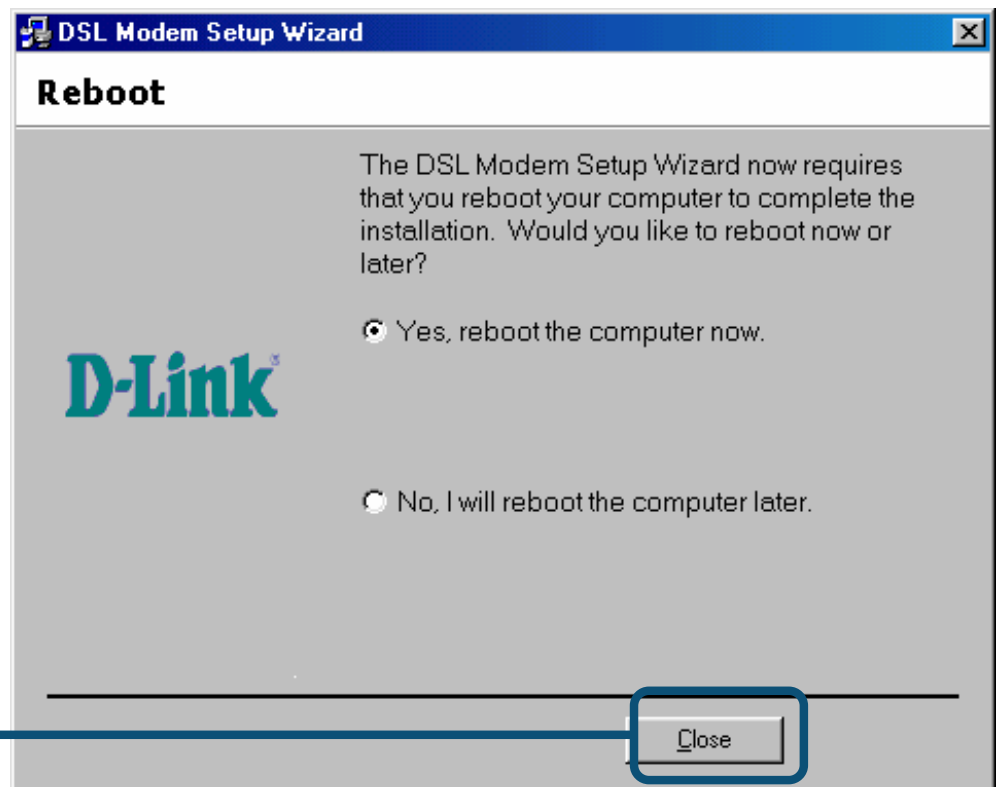 DSL Modem Setup Wizard
Reboot
The DSL Modem Setup Wizard now requires
that you reboot your computer to complete the
installation.  Would you like to reboot now or
later?
Yes, reboot the computer now.
D-Link®
No, I will reboot the computer later.
Close